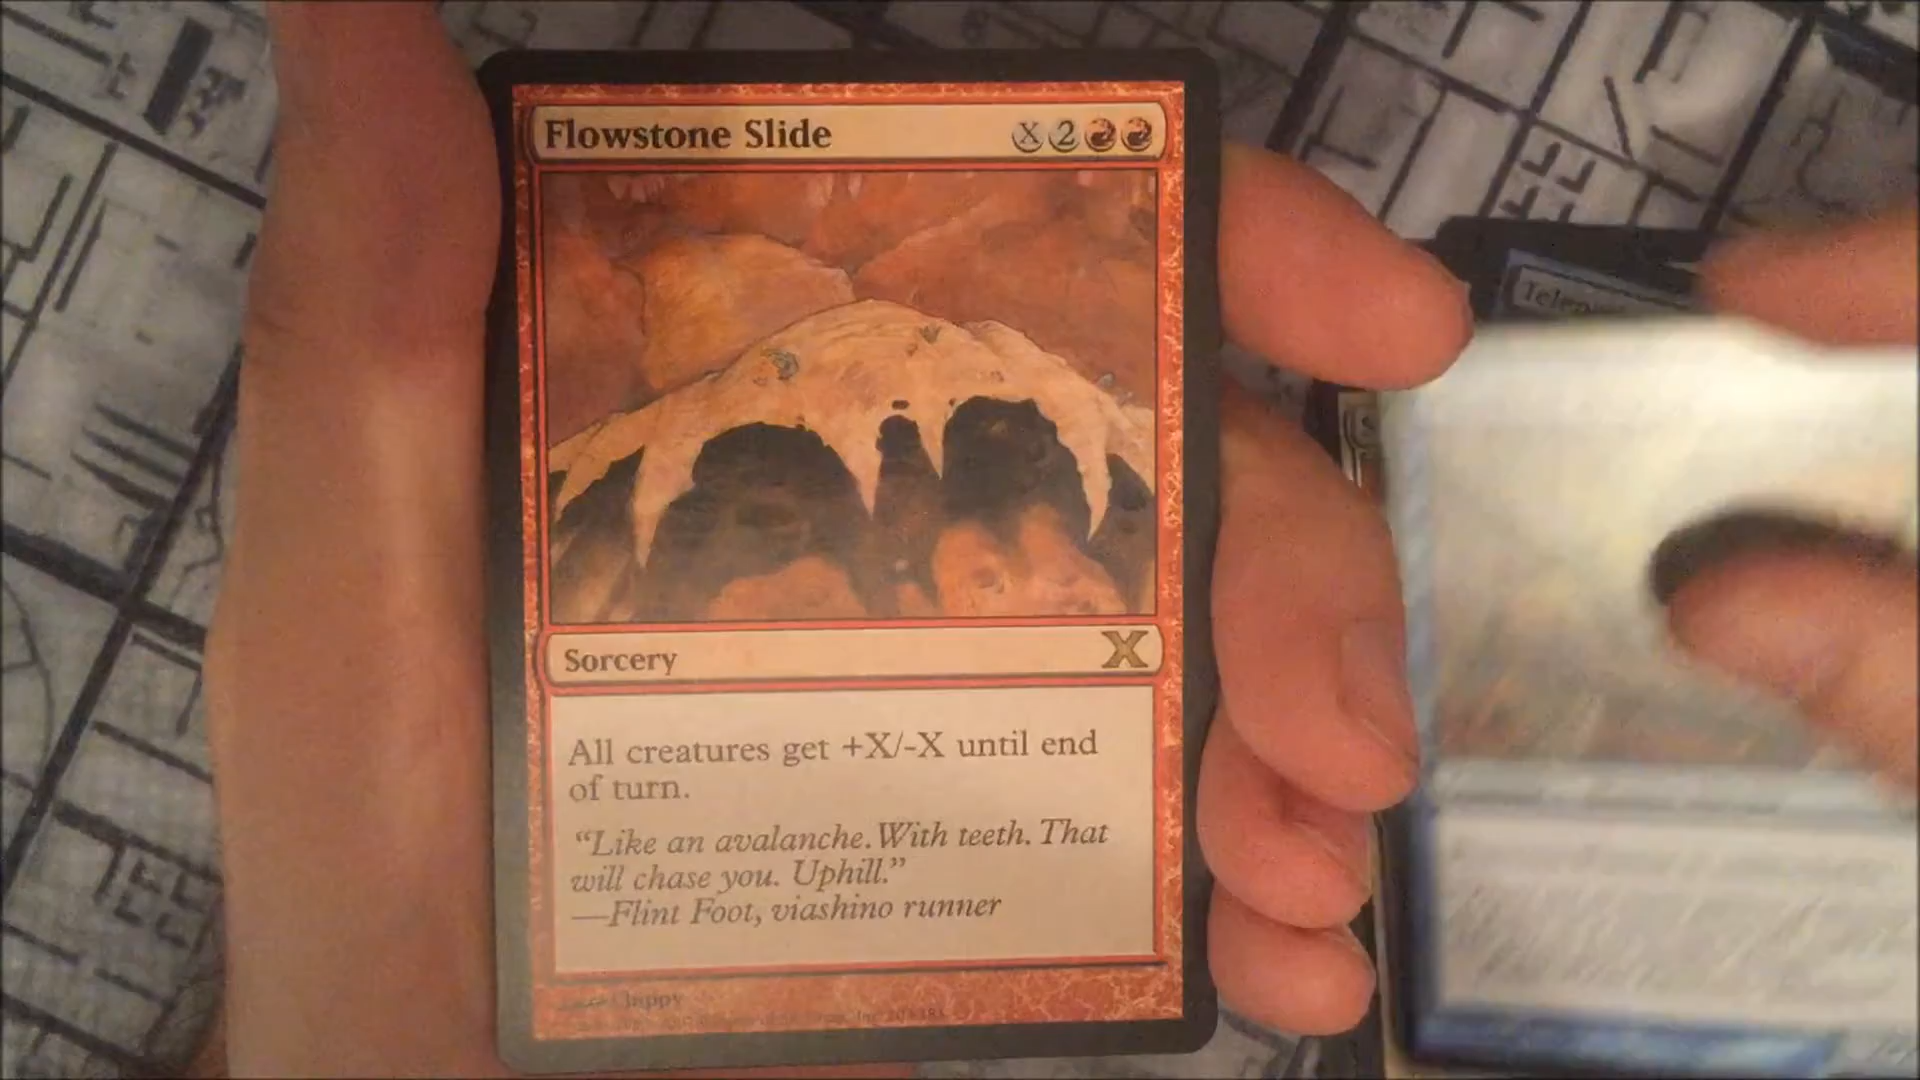 Flowstone Slide X2
Sorcery X
All creatures get +X/-X until end
of turn.
“Like an avalanche. With teeth. That
will chase you. Uphill.”
—Flint Foot, viashino runner